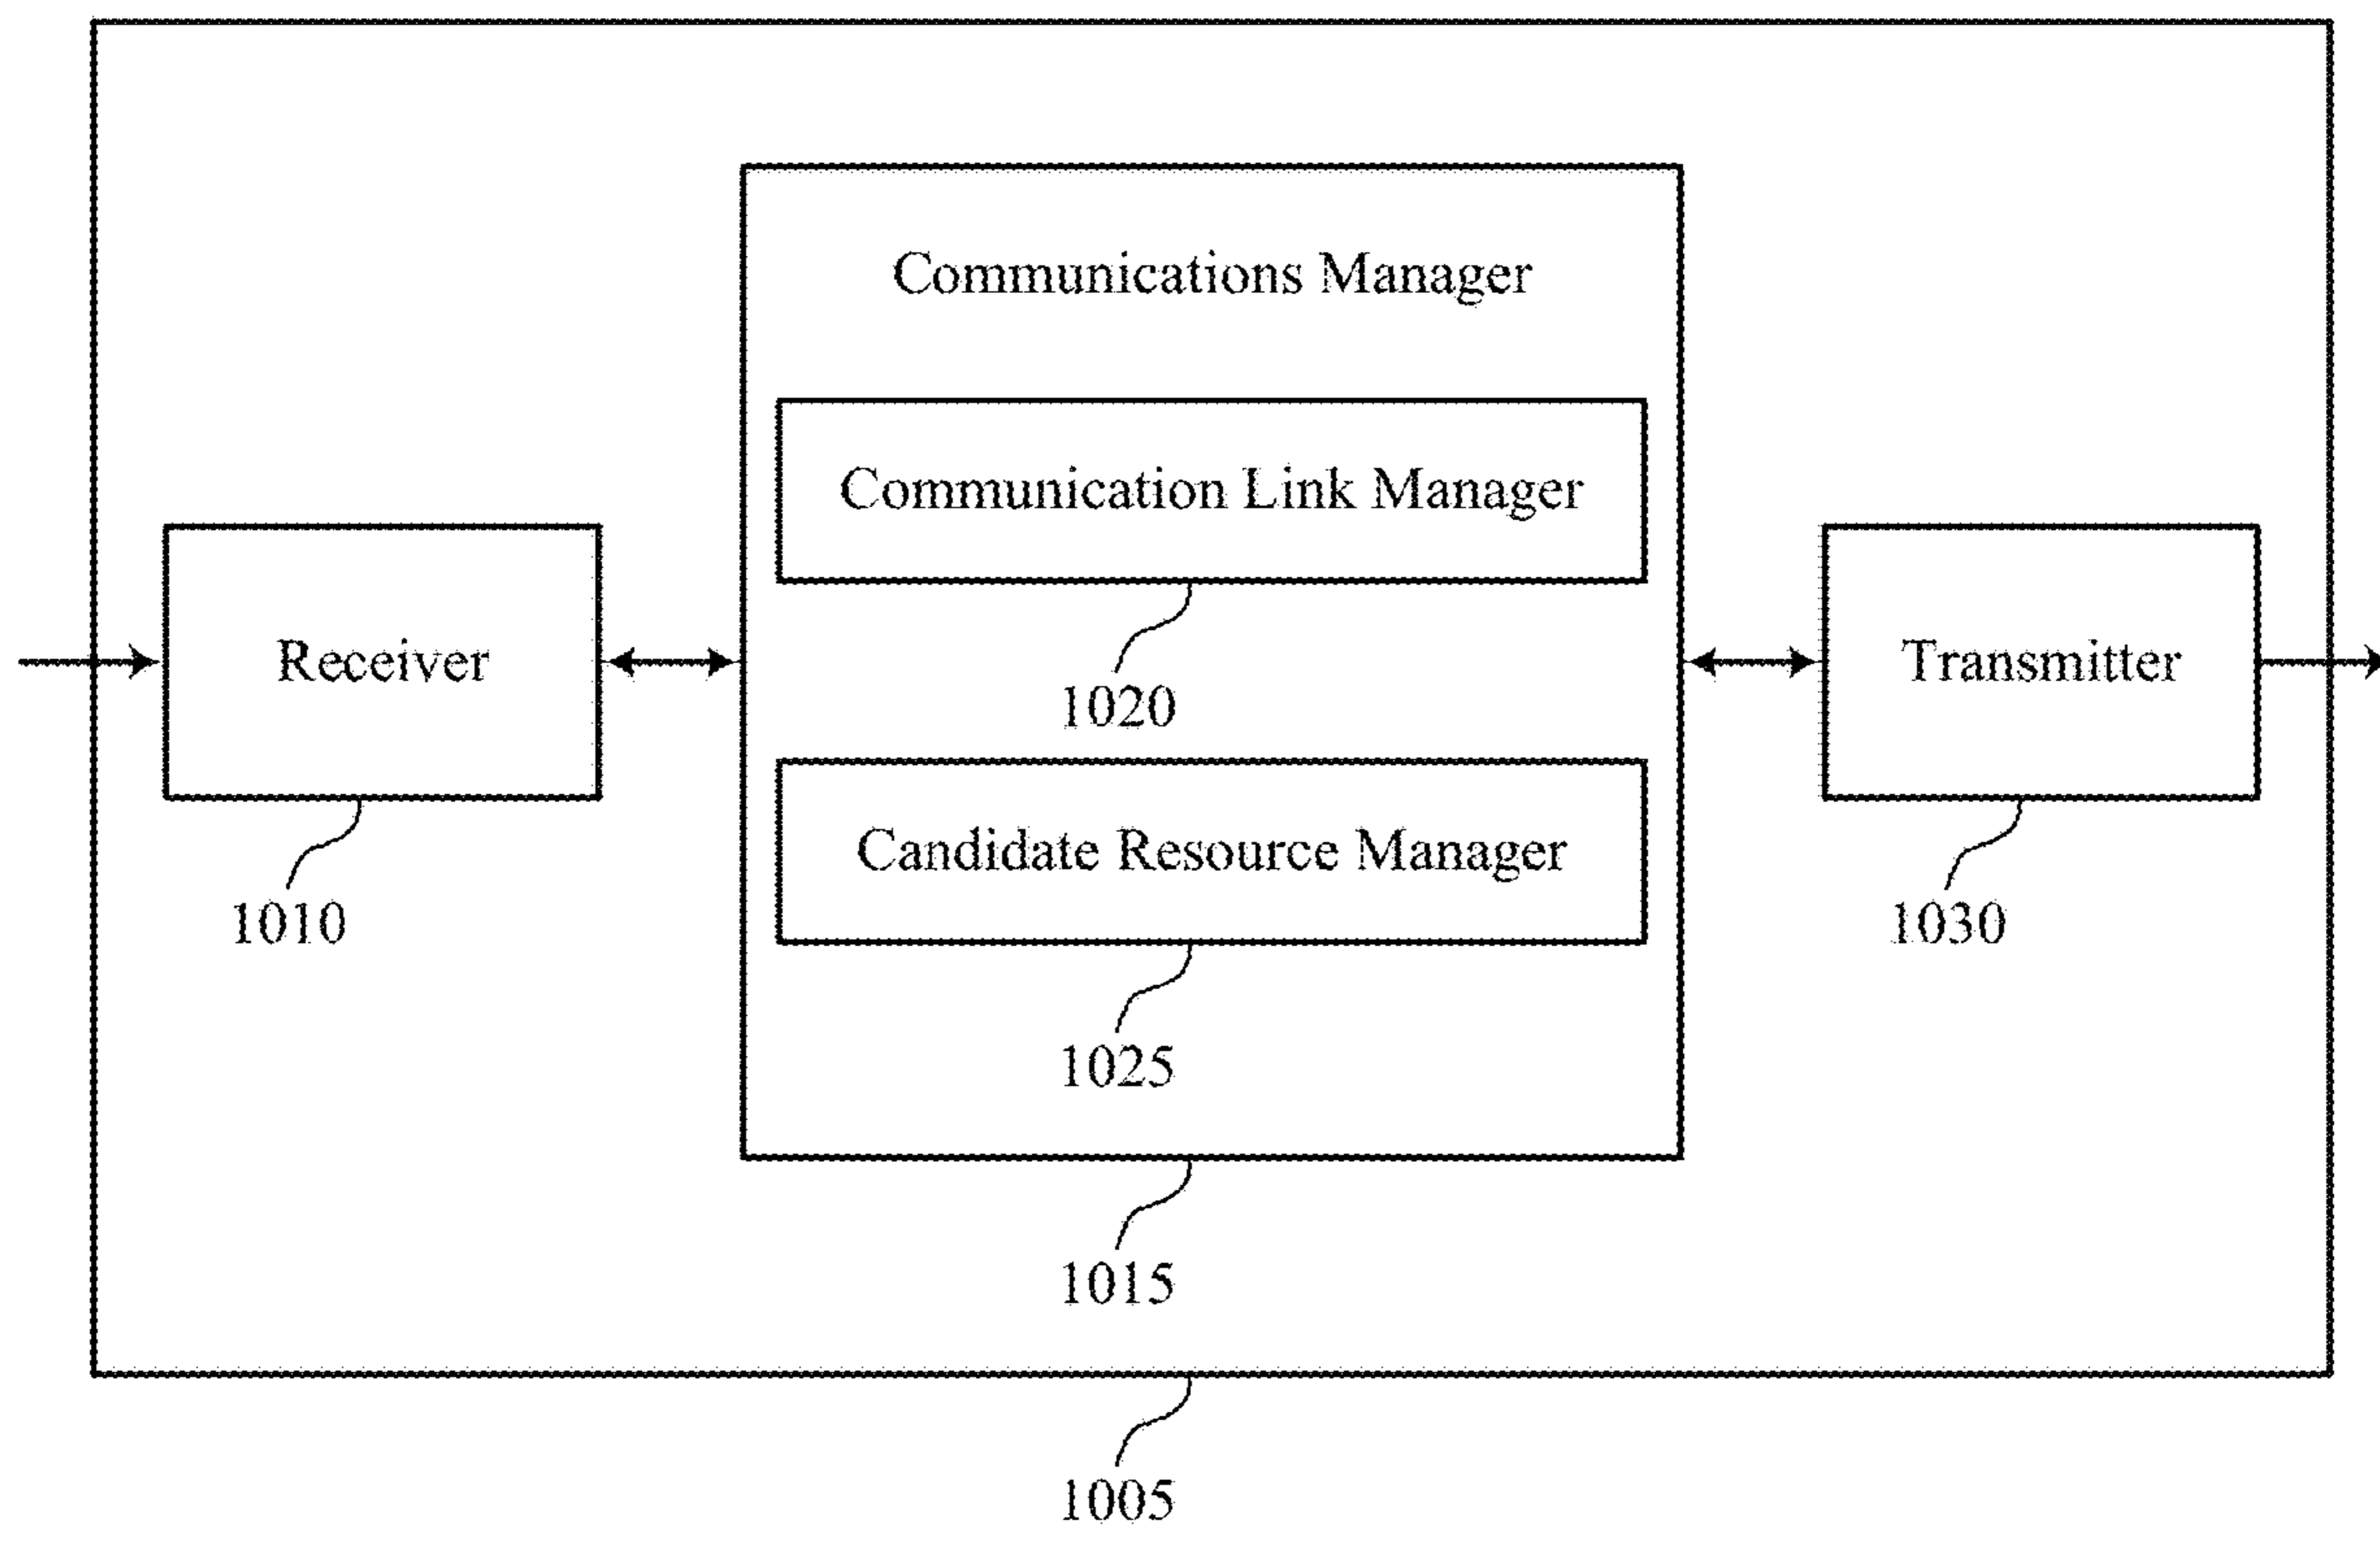 Communications Manager
Communication Link Manager
1020
Receiver
1010
Transmitter
1030
Candidate Resource Manager
1025
1015
1005